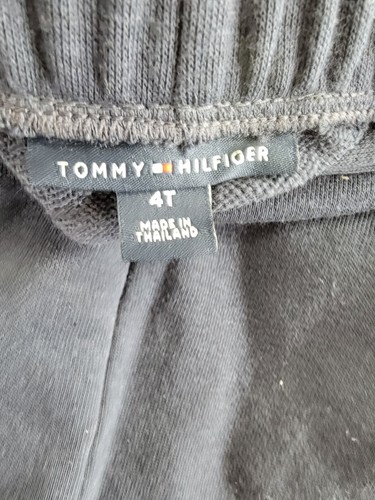 TOMMY HILFIGER
4T
MADE IN
THAILAND